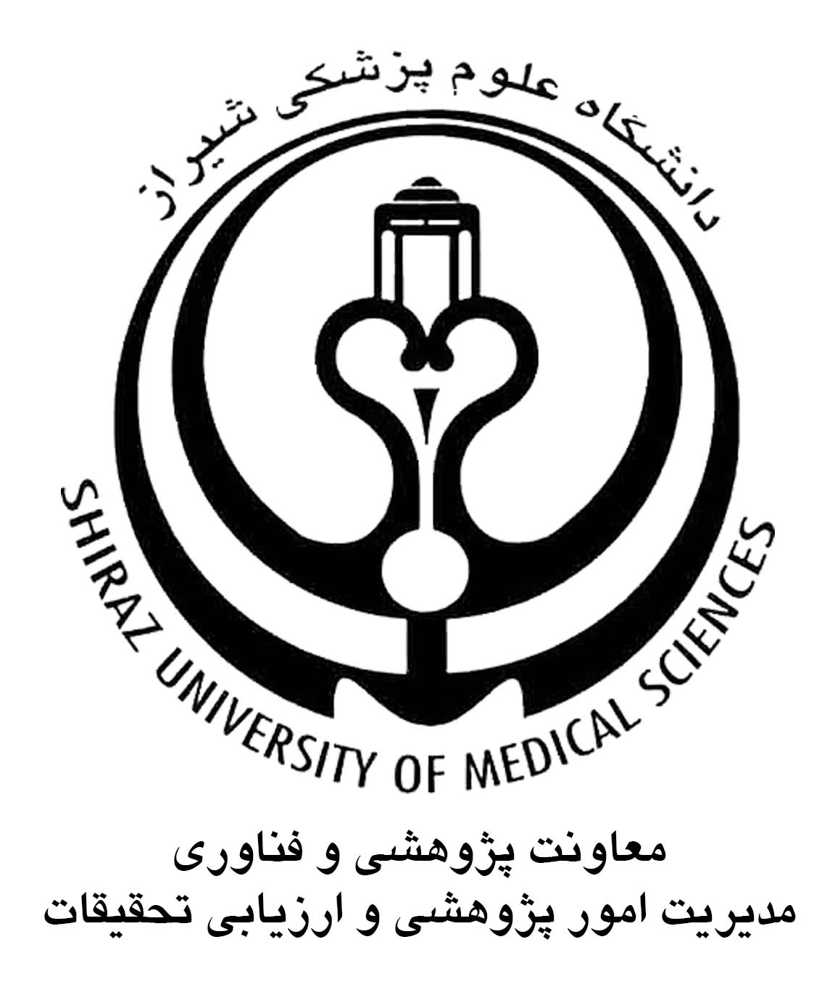 دانشگاه علوم پزشکی شیراز
SHIRAZ UNIVERSITY OF MEDICAL SCIENCES
معاونت پژوهشی و فناوری
مدیریت امور پژوهشی و ارزیابی تحقیقات